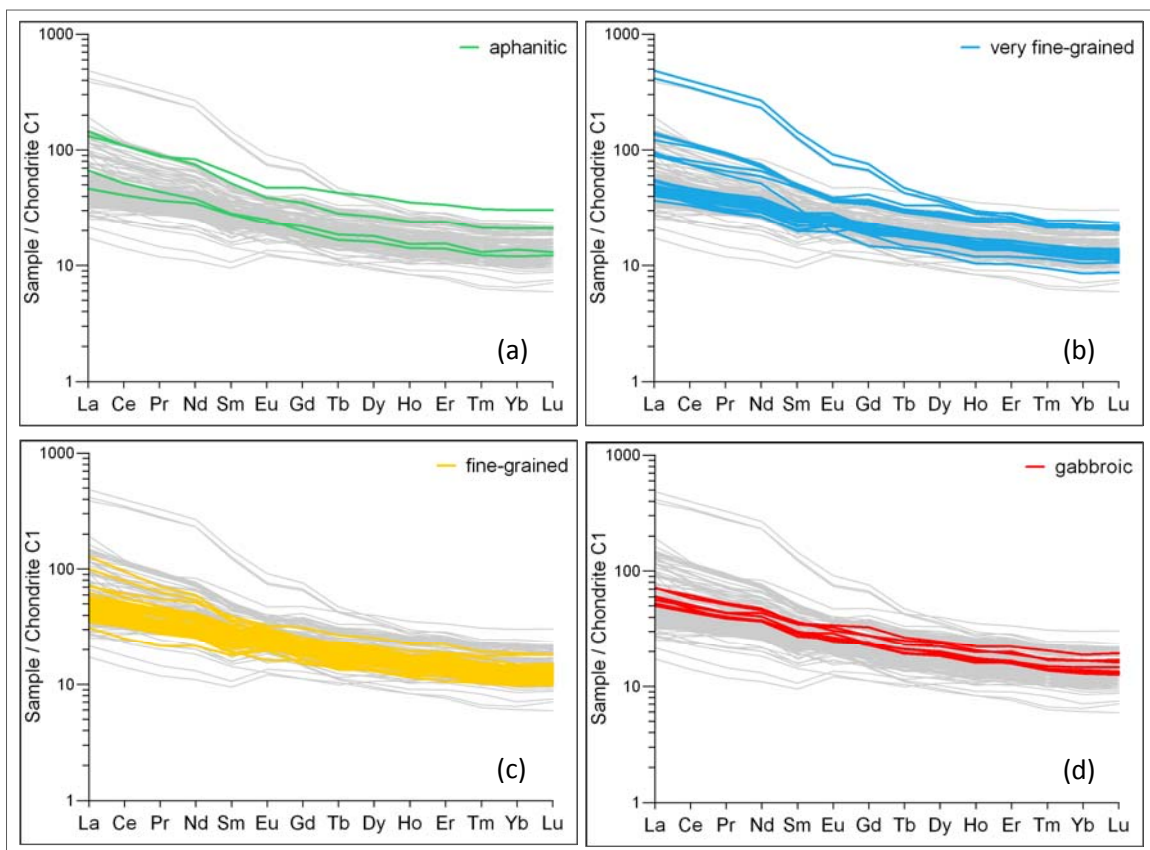 1000
100
10
1
Sample / Chondrite C1
aphanitic
(a)
La Ce Pr Nd Sm Eu Gd Tb Dy Ho Er Tm Yb Lu
1000
100
10
1
Sample / Chondrite C1
very fine-grained
(b)
La Ce Pr Nd Sm Eu Gd Tb Dy Ho Er Tm Yb Lu
1000
100
10
1
Sample / Chondrite C1
fine-grained
(c)
La Ce Pr Nd Sm Eu Gd Tb Dy Ho Er Tm Yb Lu
1000
100
10
1
Sample / Chondrite C1
gabbroic
(d)
La Ce Pr Nd Sm Eu Gd Tb Dy Ho Er Tm Yb Lu